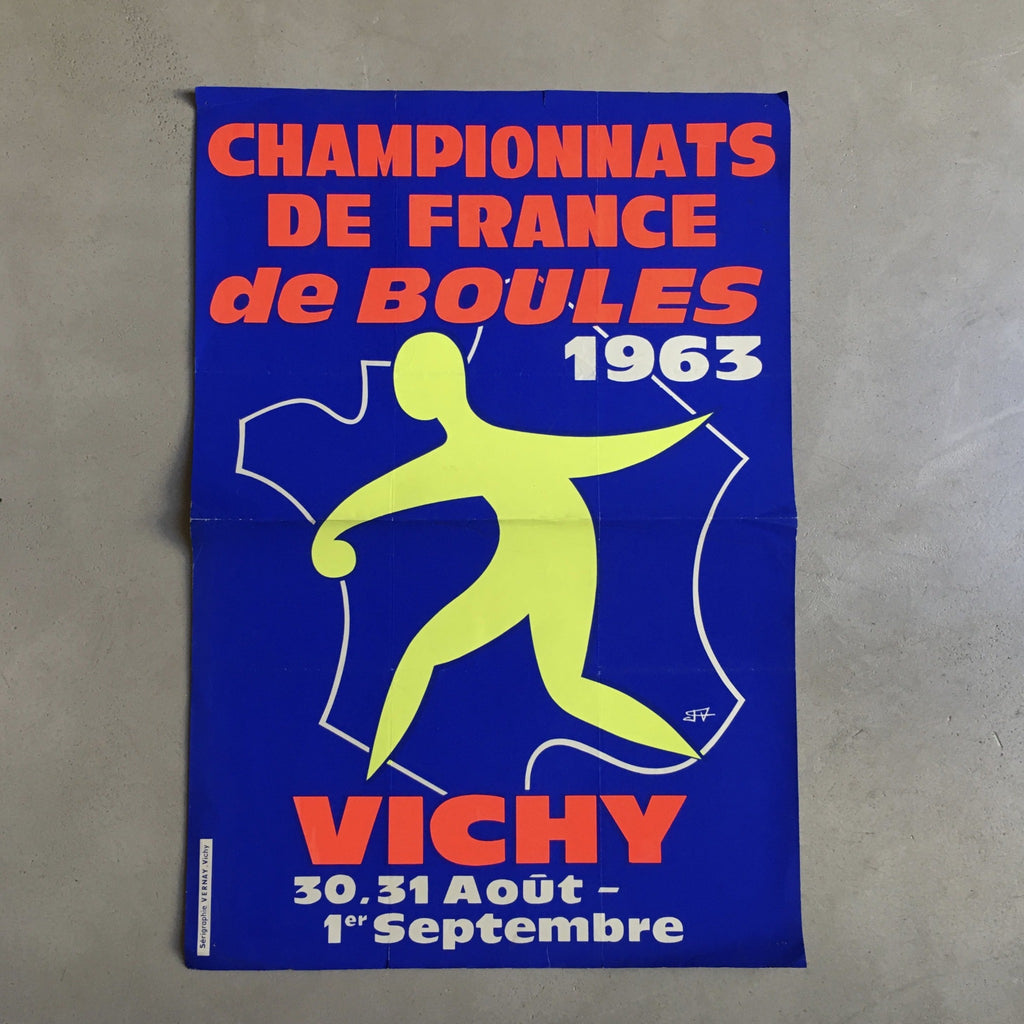 CHAMPIONNATS
DE FRANCE
de BOULES
1963
VICHY
30.31 Août –
1er Septembre
Sérigraphie VERNAY. Vichy